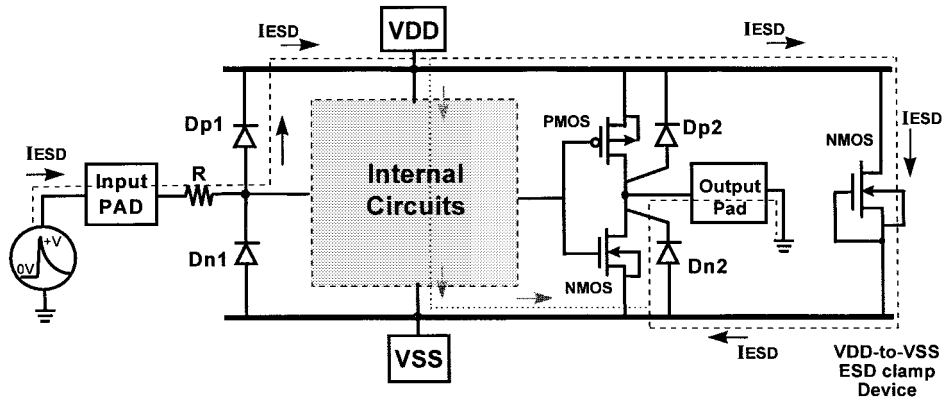 IESD
VDD
IESD
Dp1
PMOS
Dp2
IESD
NMOS
IESD
Input
PAD
R
Internal
Circuits
Output
Pad
+V
0V
Dn1
NMOS
Dn2
IESD
VSS
VDD-to-VSS
ESD clamp
Device